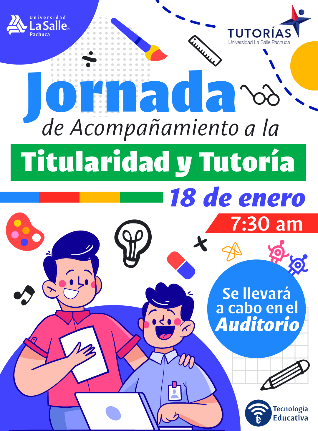 Universidad
La Salle
Pachuca
TUTORÍAS
Universidad La Salle Pachuca
Jornada
de Acompañamiento a la
Titularidad y Tutoría
18 de enero
7:30 am
Se llevará
a cabo en el
Auditorio
Tecnología
Educativa